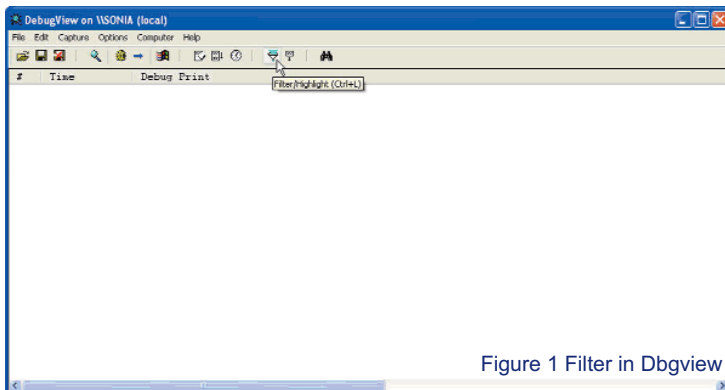 DebugView on \\SONIA (local)
File Edit Capture Options Computer Help
# Time Debug Print
Filter/Highlight (Ctrl+L)
Figure 1 Filter in Dbgview